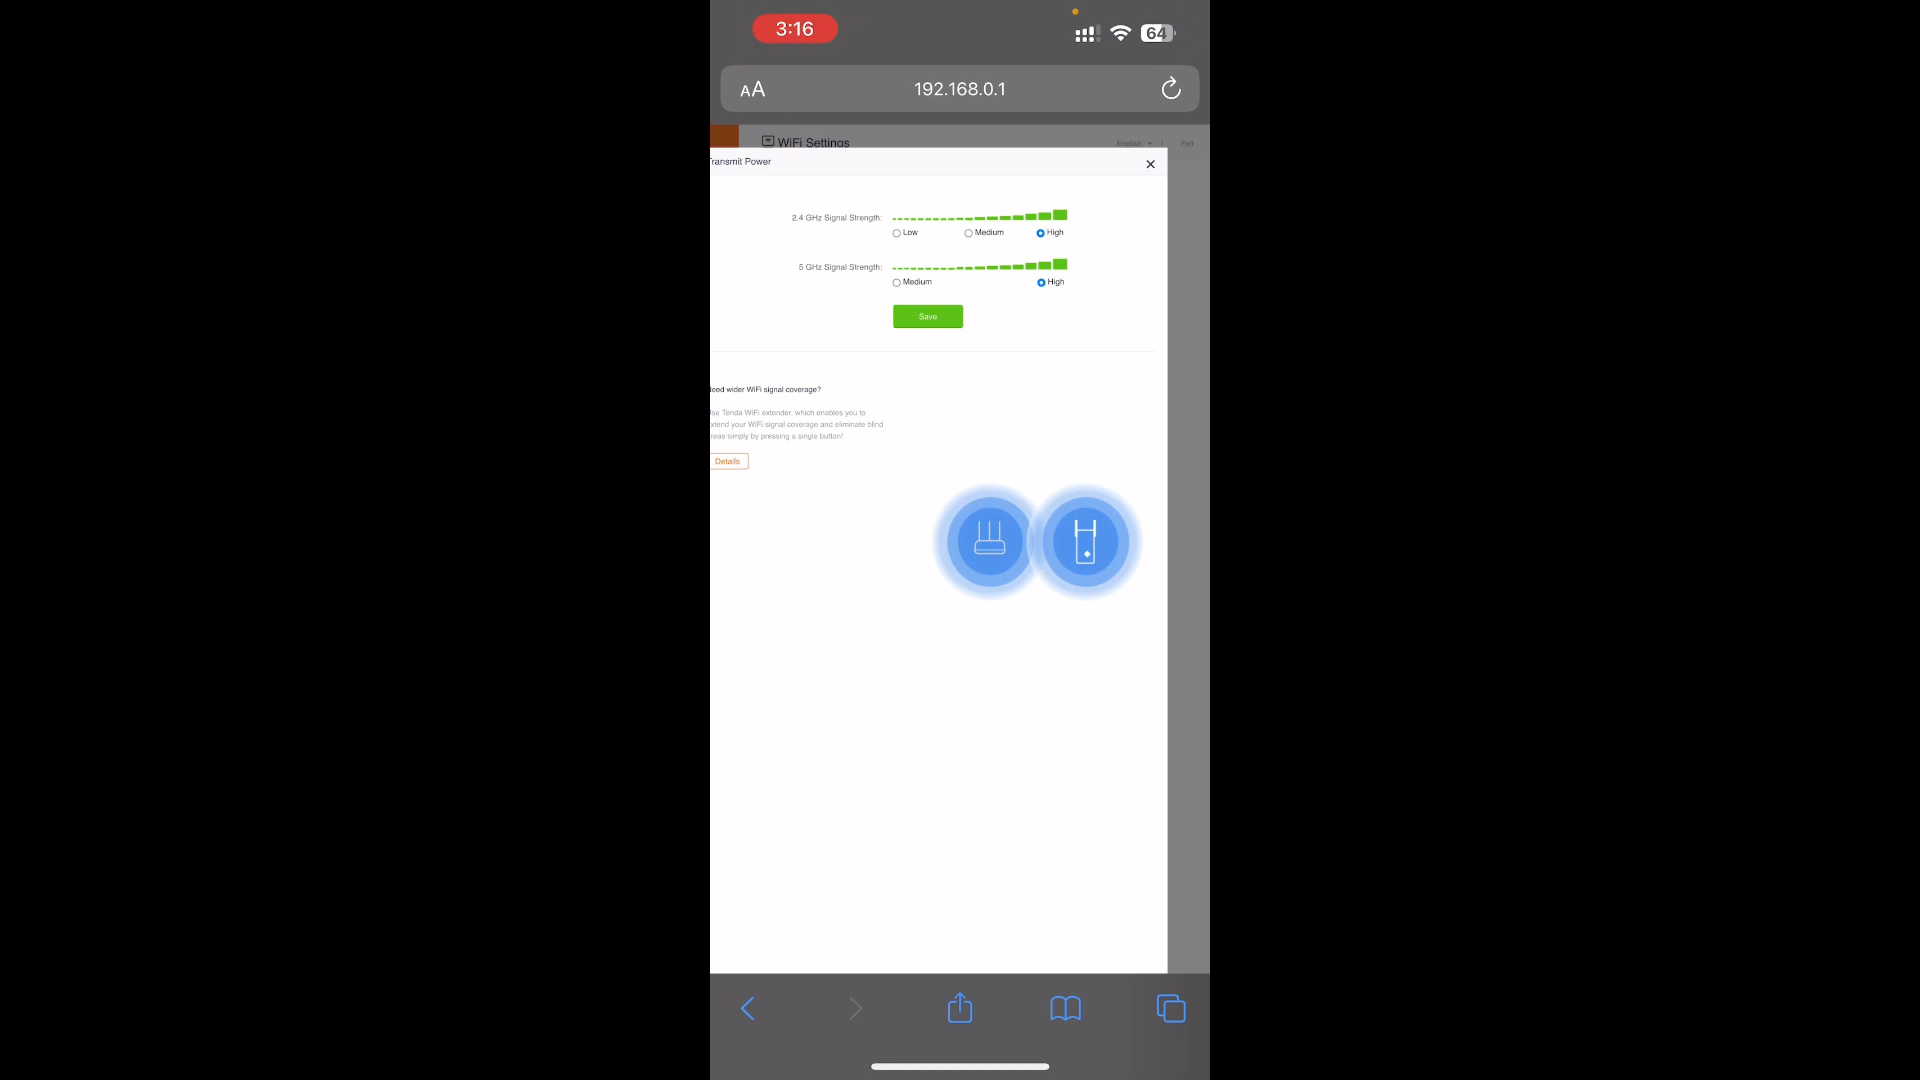 3:16
64
AA
192.168.0.1
WiFi Settings
English
Exit
Transmit Power
2.4 GHz Signal Strength:
Low
Medium
High
5 GHz Signal Strength:
Medium
High
Save
eed wider WiFi signal coverage?
se Tenda WiFi extender, which enables you to
xtend your WiFi signal coverage and eliminate blind
reas simply by pressing a single button!
Details